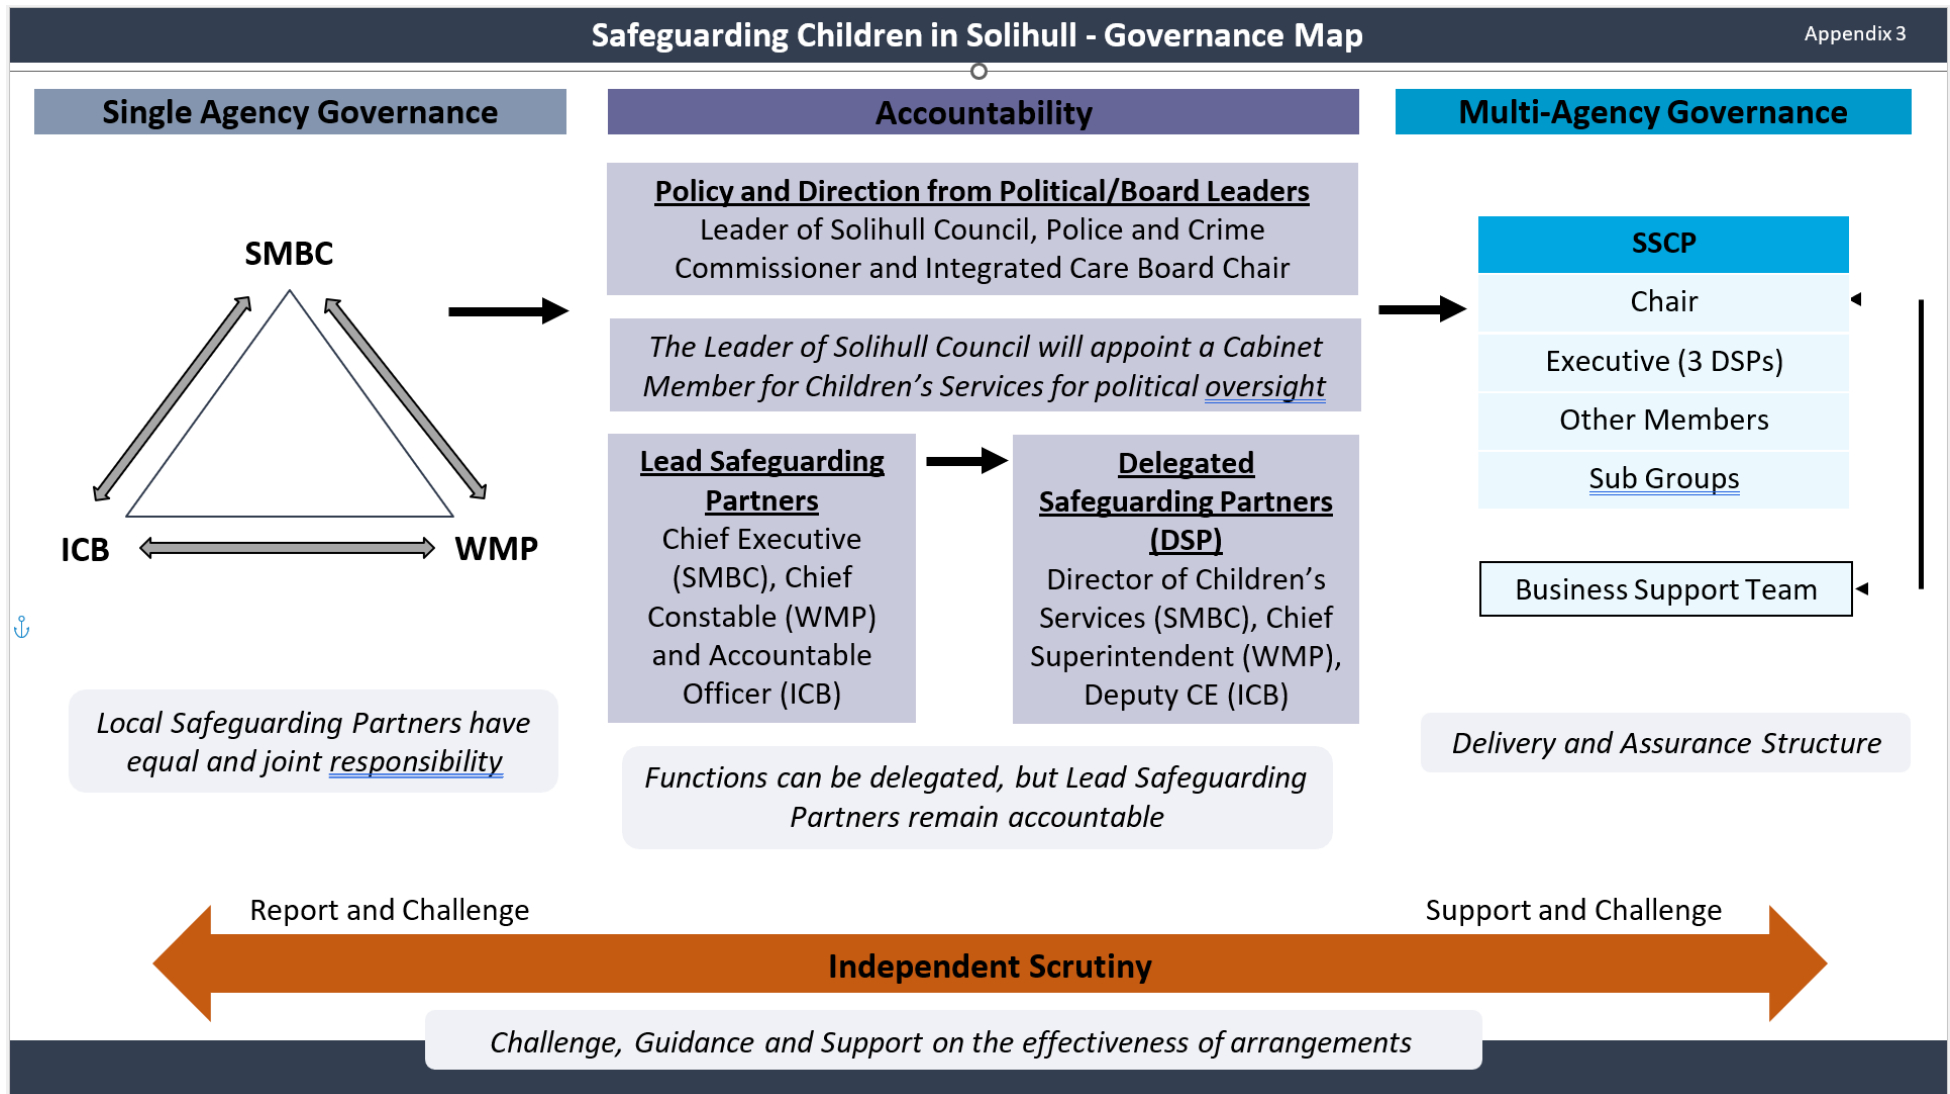 Safeguarding Children in Solihull - Governance Map
Appendix 3
Single Agency Governance
Accountability
Multi-Agency Governance
SMBC
ICB
WMP
Local Safeguarding Partners have
equal and joint responsibility
Policy and Direction from Political/Board Leaders
Leader of Solihull Council, Police and Crime
Commissioner and Integrated Care Board Chair
The Leader of Solihull Council will appoint a Cabinet
Member for Children’s Services for political oversight
Lead Safeguarding
Partners
Chief Executive
(SMBC), Chief
Constable (WMP)
and Accountable
Officer (ICB)
Delegated
Safeguarding Partners
(DSP)
Director of Children’s
Services (SMBC), Chief
Superintendent (WMP),
Deputy CE (ICB)
Functions can be delegated, but Lead Safeguarding
Partners remain accountable
SSCP
Chair
Executive (3 DSPs)
Other Members
Sub Groups
Business Support Team
Delivery and Assurance Structure
Report and Challenge
Support and Challenge
Independent Scrutiny
Challenge, Guidance and Support on the effectiveness of arrangements